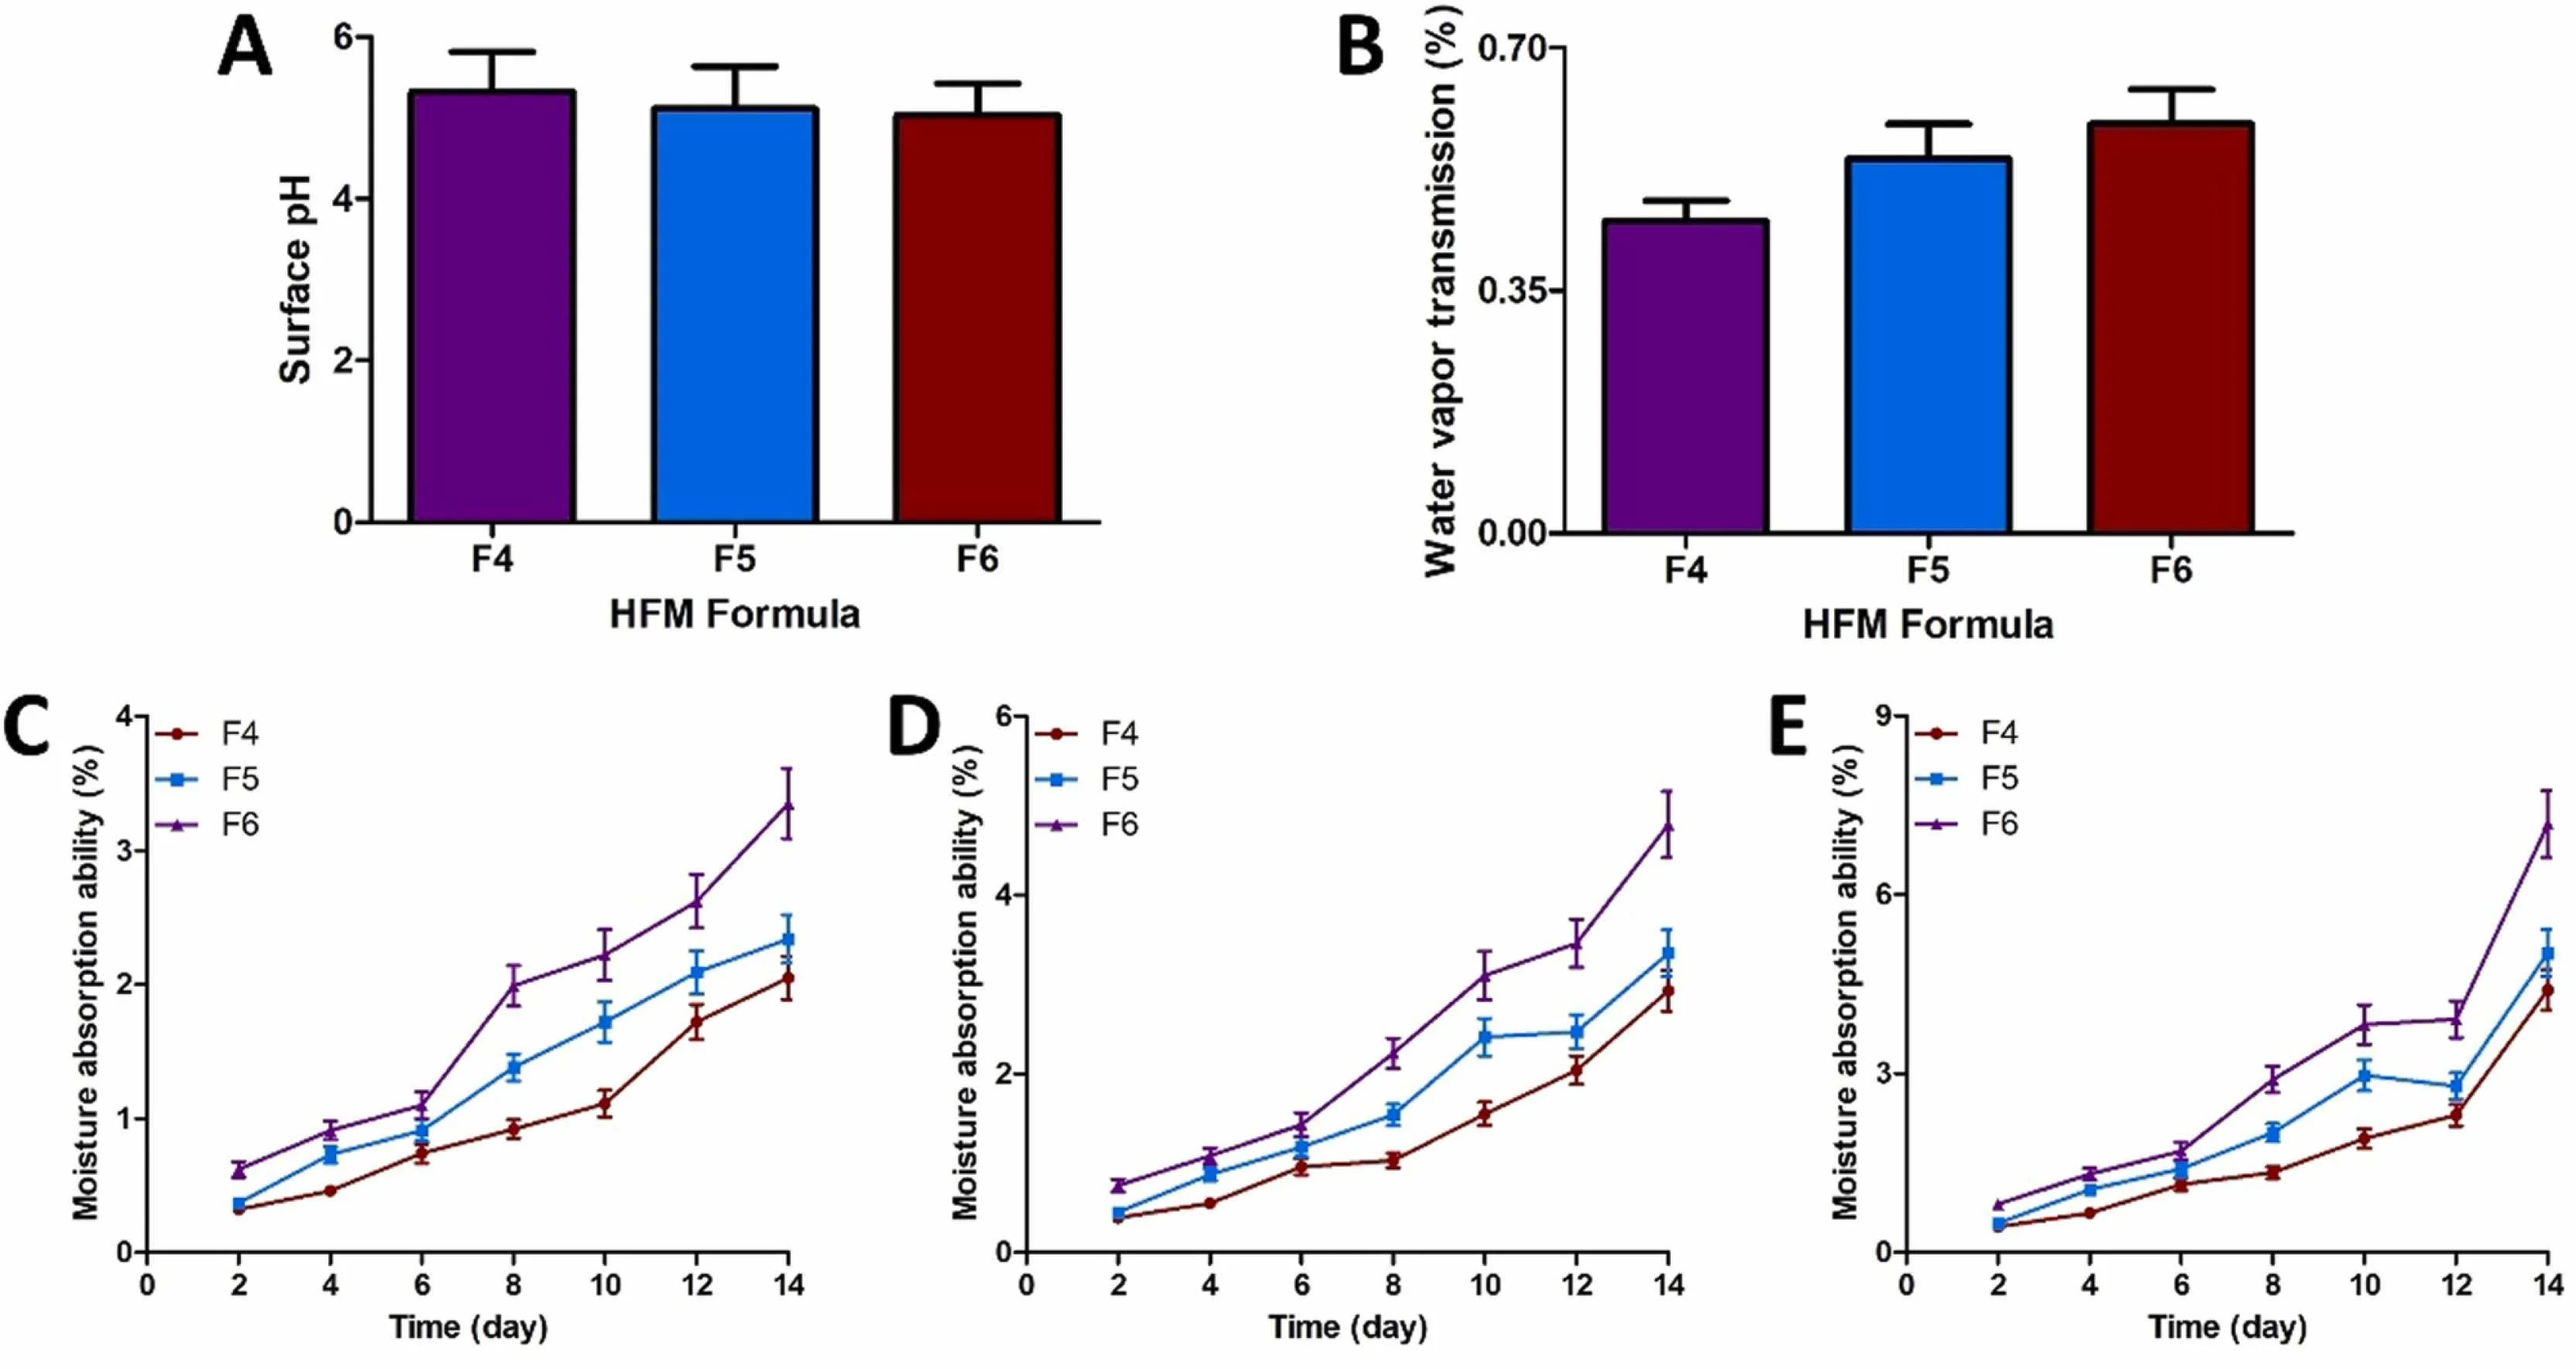 A
Surface pH
6
4
2
0
F4 F5 F6
HFM Formula
B
Water vapor transmission (%)
0.70
0.35
0.00
F4 F5 F6
HFM Formula
C
Moisture absorption ability (%)
4
3
2
1
0
F4
F5
F6
0 2 4 6 8 10 12 14
Time (day)
D
Moisture absorption ability (%)
6
4
2
0
F4
F5
F6
0 2 4 6 8 10 12 14
Time (day)
E
Moisture absorption ability (%)
9
6
3
0
F4
F5
F6
0 2 4 6 8 10 12 14
Time (day)